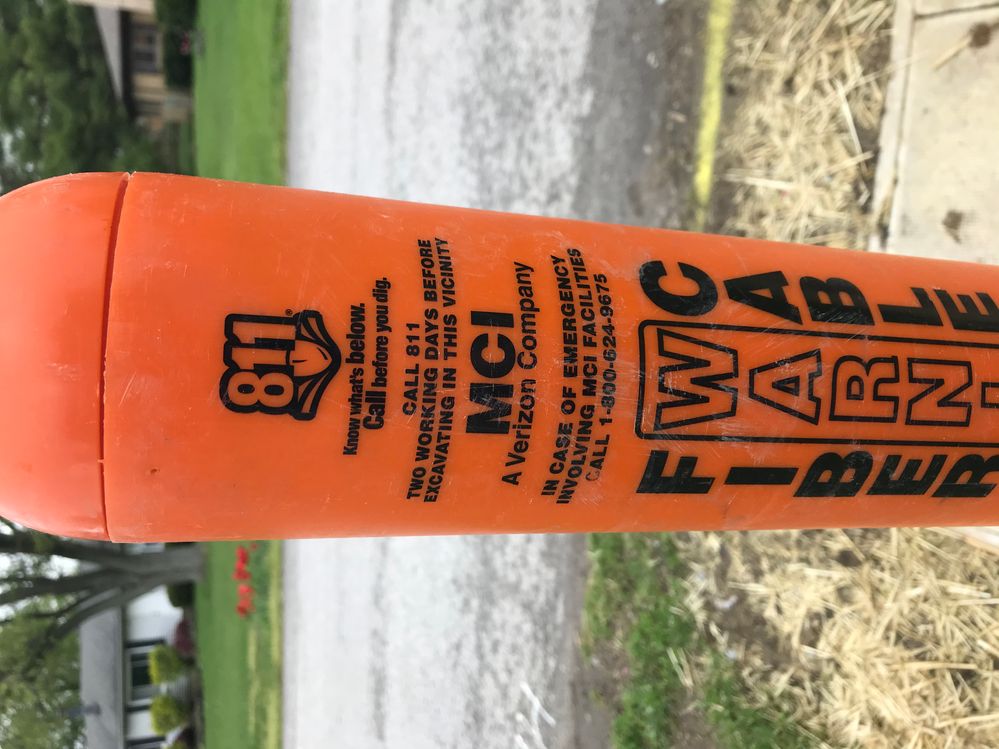 811®
Know what's below.
Call before you dig.
CALL 811
TWO WORKING DAYS BEFORE
EXCAVATING IN THIS VICINITY
MCI
A Verizon Company
IN CASE OF EMERGENCY
INVOLVING MCI FACILITIES
CALL 1-800-624-9675
FIBER
WARNI
CABLE